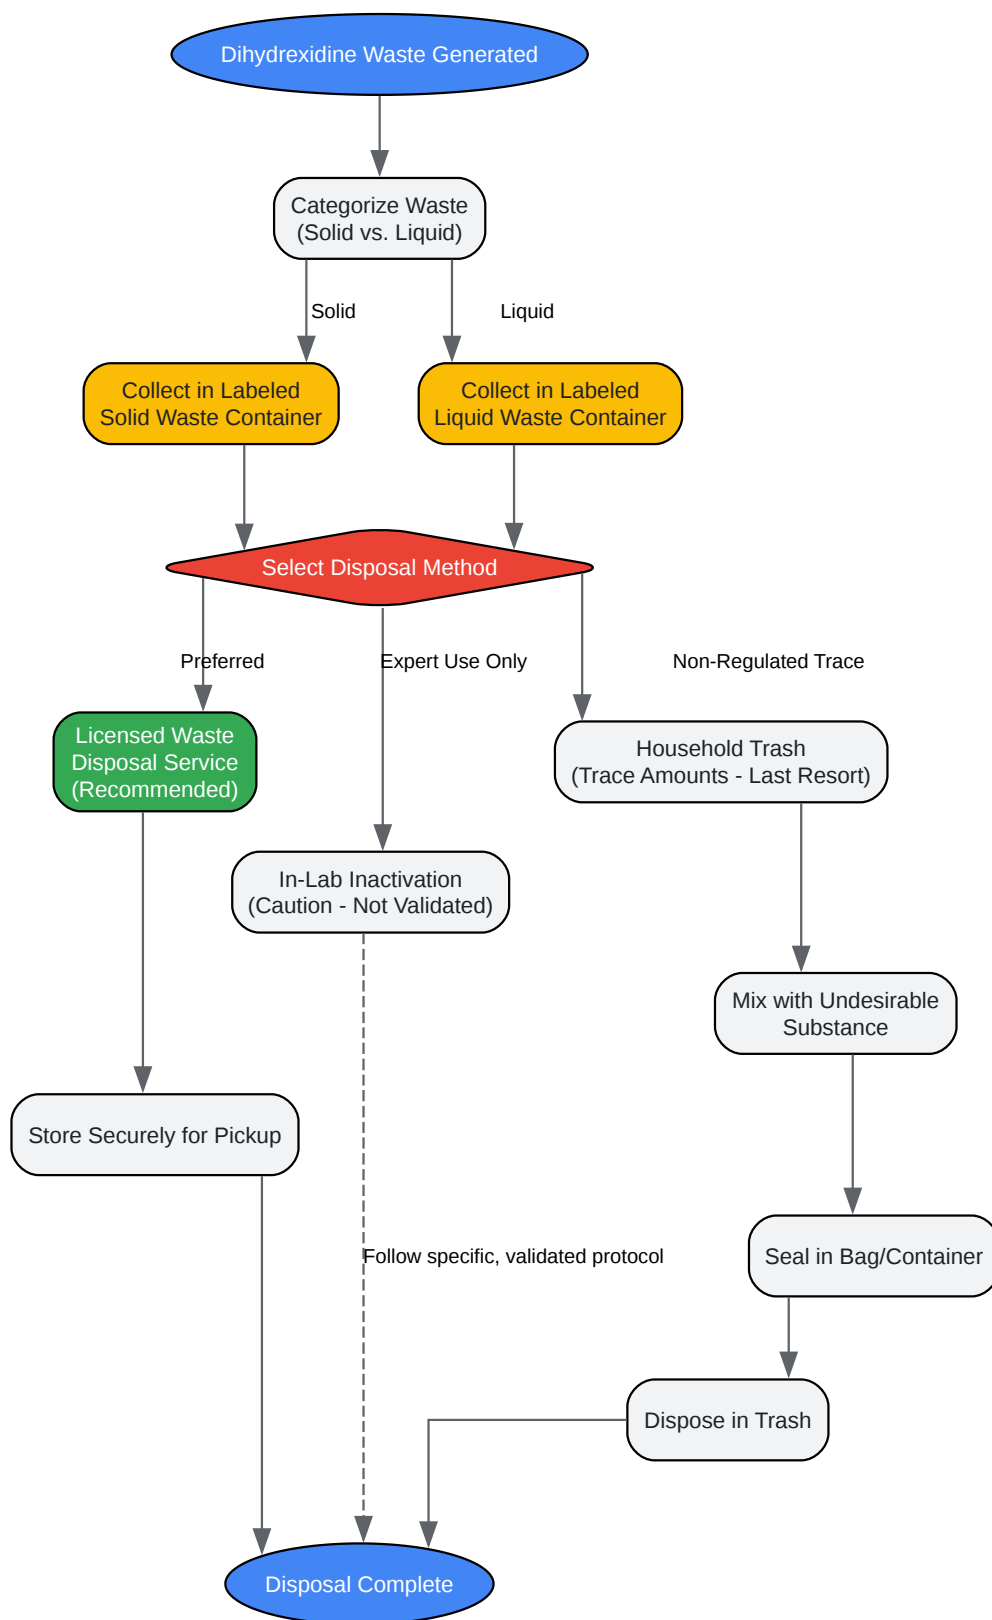 Dihydrexidine Waste Generated
Categorize Waste
(Solid vs. Liquid)
Solid
Liquid
Collect in Labeled
Solid Waste Container
Collect in Labeled
Liquid Waste Container
Select Disposal Method
Preferred
Expert Use Only
Non-Regulated Trace
Licensed Waste
Disposal Service
(Recommended)
Household Trash
(Trace Amounts - Last Resort)
In-Lab Inactivation
(Caution - Not Validated)
Mix with Undesirable
Substance
Store Securely for Pickup
Follow specific, validated protocol
Seal in Bag/Container
Dispose in Trash
Disposal Complete